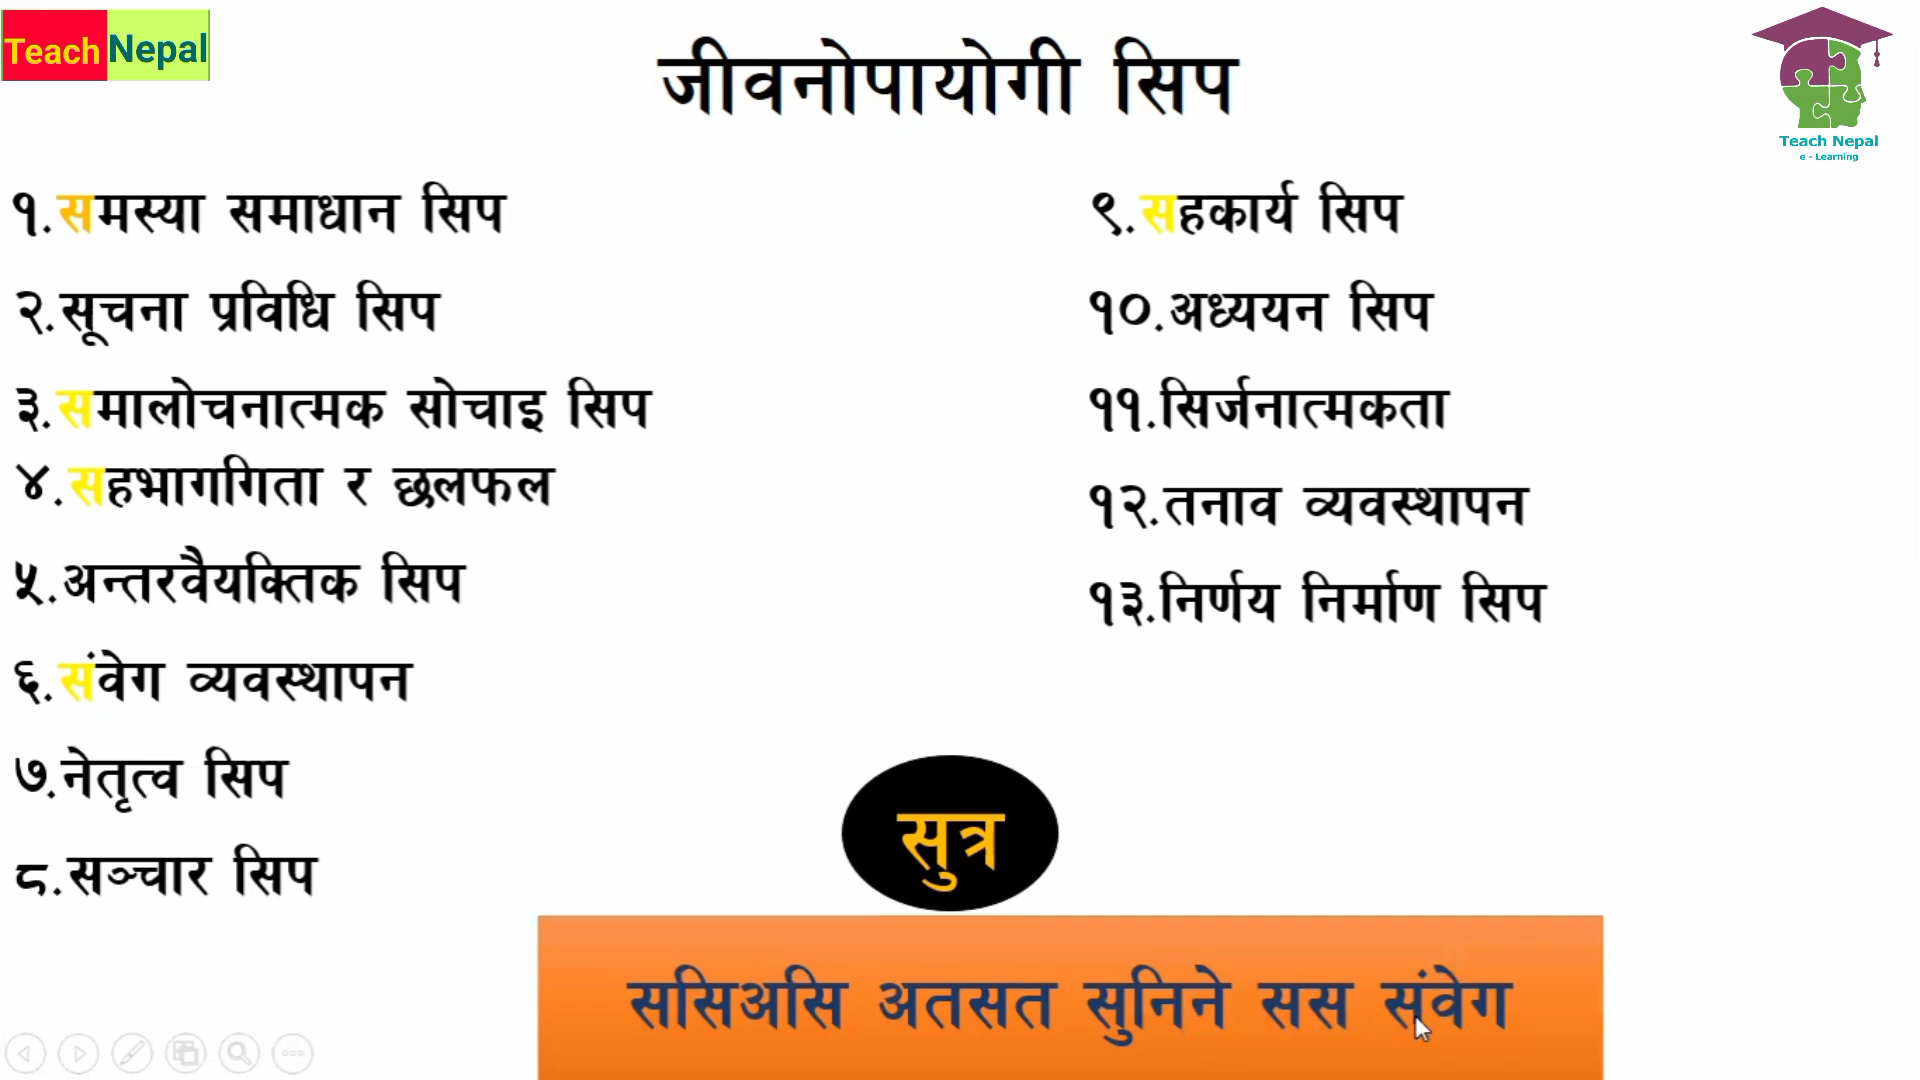 Teach Nepal
जीवनोपायोगी सिप
Teach Nepal
e - Learning
१.समस्या समाधान सिप
२.सूचना प्रविधि सिप
३.समालोचनात्मक सोचाइ सिप
४.सहभागगिता र छलफल
५.अन्तरवैयक्तिक सिप
६.संवेग व्यवस्थापन
७.नेतृत्व सिप
८.सञ्चार सिप
९.सहकार्य सिप
१०.अध्ययन सिप
११.सिर्जनात्मकता
१२.तनाव व्यवस्थापन
१३.निर्णय निर्माण सिप
सुत्र
ससिअसि अतसत सुनिने सस संवेग